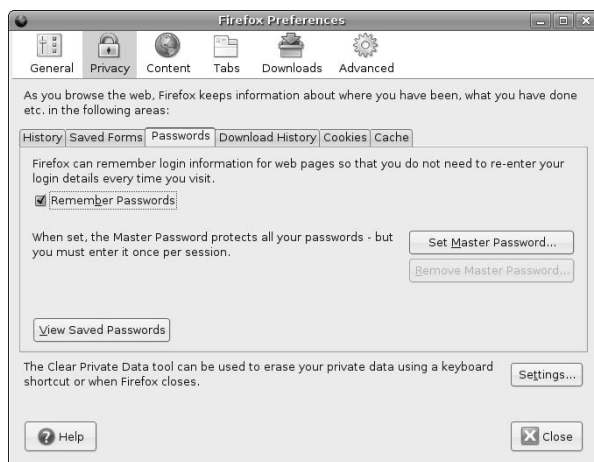 Firefox Preferences
General Privacy Content Tabs Downloads Advanced
As you browse the web, Firefox keeps information about where you have been, what you have done
etc. in the following areas:
History Saved Forms Passwords Download History Cookies Cache
Firefox can remember login information for web pages so that you do not need to re-enter your
login details every time you visit.
Remember Passwords
When set, the Master Password protects all your passwords - but
you must enter it once per session.
Set Master Password...
Remove Master Password...
View Saved Passwords
The Clear Private Data tool can be used to erase your private data using a keyboard
shortcut or when Firefox closes.
Settings...
Help
Close